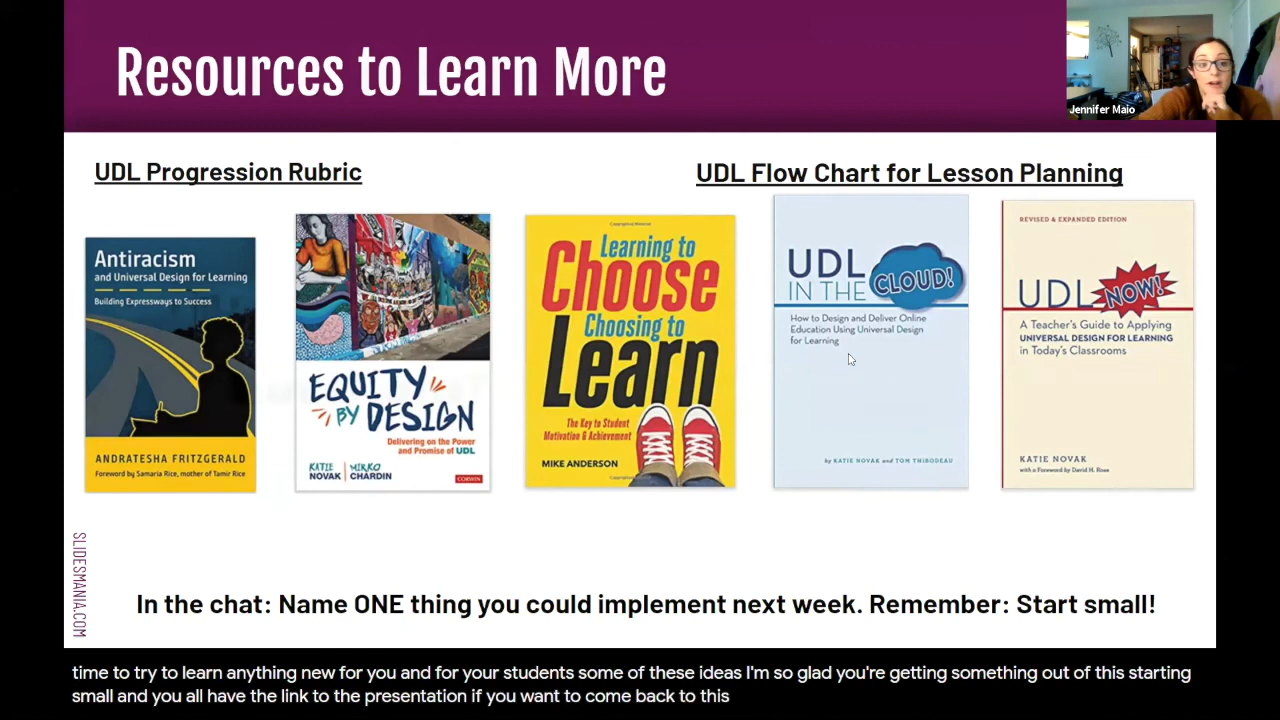 Resources to Learn More
Jennifer Maio
UDL Progression Rubric
UDL Flow Chart for Lesson Planning
Antiracism
and Universal Design for Learning
Building Expressways to Success
ANDRATESHA FRITZGERALD
Foreword by Samaria Rice, mother of Tamir Rice
EQUITY
BY DESIGN
Delivering on the Power
and Promise of UDL
KATIE NOVAK
MIRKO CHARDIN
CORWIN
Learning to
Choose
Choosing to
Learn
The Key to Student
Motivation & Achievement
MIKE ANDERSON
UDL
IN THE CLOUD!
How to Design and Deliver Online
Education Using Universal Design
for Learning
by KATIE NOVAK and TOM THIBODEAU
REVISED & EXPANDED EDITION
UDL NOW!
A Teacher's Guide to Applying
UNIVERSAL DESIGN FOR LEARNING
in Today's Classrooms
KATIE NOVAK
with a Foreword by David H. Rose
SLIDESMANIA.COM
In the chat: Name ONE thing you could implement next week. Remember: Start small!
time to try to learn anything new for you and for your students some of these ideas I'm so glad you're getting something out of this starting
small and you all have the link to the presentation if you want to come back to this